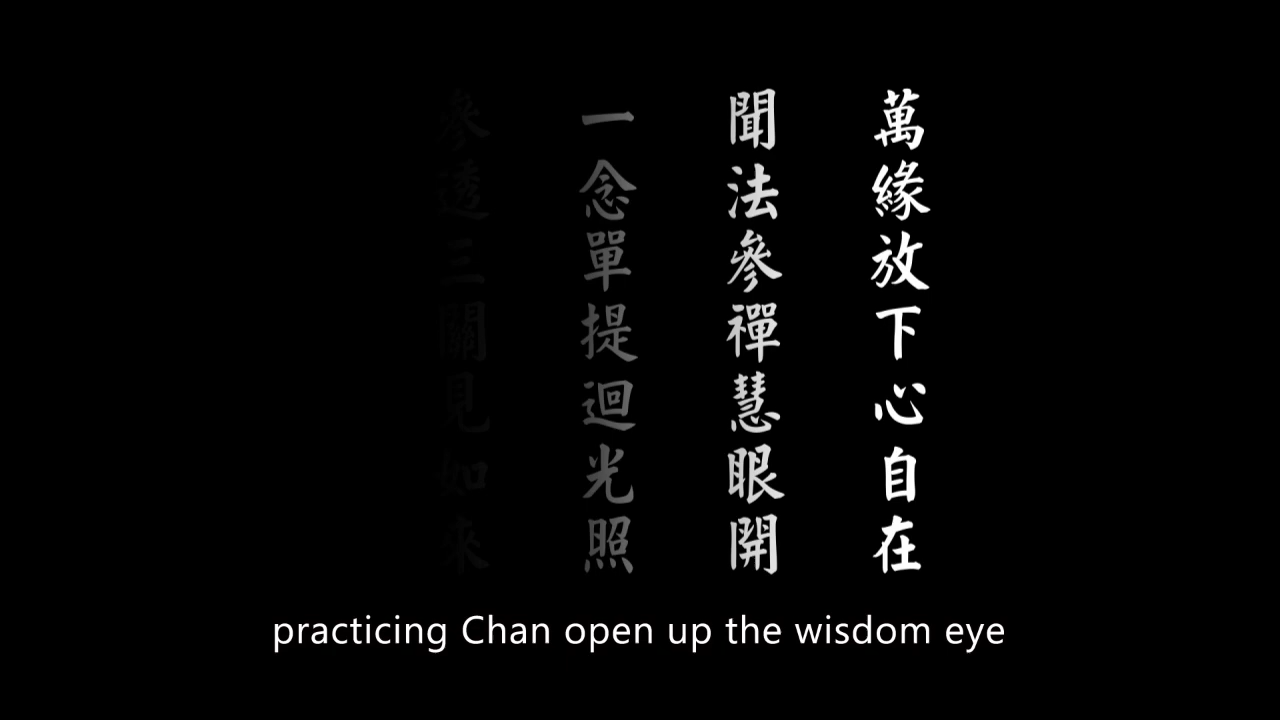 萬緣放下心自在
聞法參禪慧眼開
一念單提迴光照
參透三關見如來
practicing Chan open up the wisdom eye